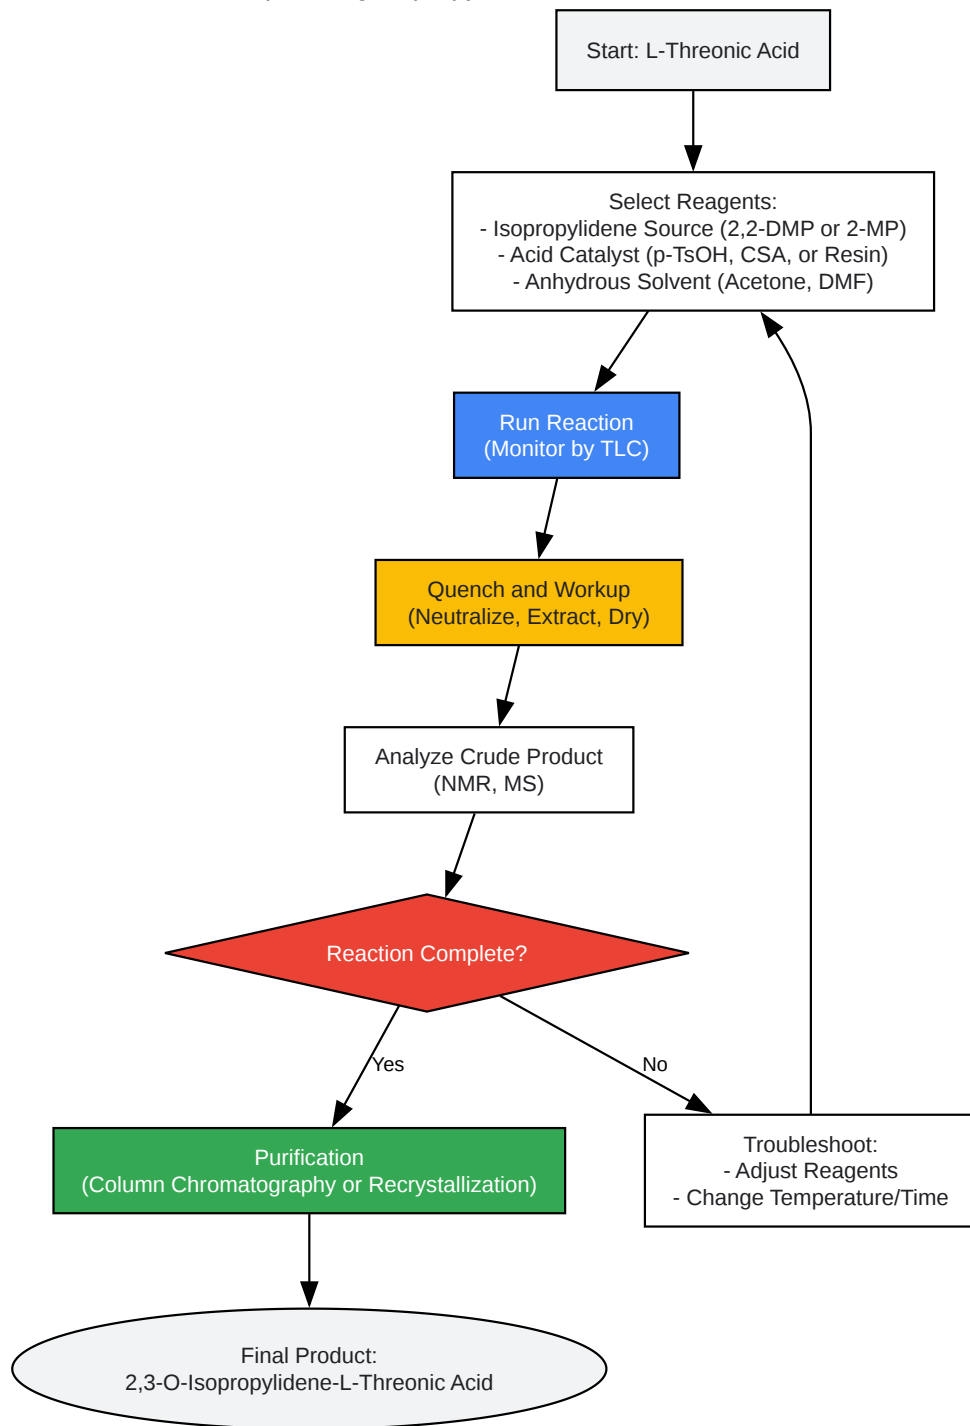 Start: L-Threonic Acid
Select Reagents:
- Isopropylidene Source (2,2-DMP or 2-MP)
- Acid Catalyst (p-TsOH, CSA, or Resin)
- Anhydrous Solvent (Acetone, DMF)
Run Reaction
(Monitor by TLC)
Quench and Workup
(Neutralize, Extract, Dry)
Analyze Crude Product
(NMR, MS)
Reaction Complete?
Yes
No
Purification
(Column Chromatography or Recrystallization)
Troubleshoot:
- Adjust Reagents
- Change Temperature/Time
Final Product:
2,3-O-Isopropylidene-L-Threonic Acid